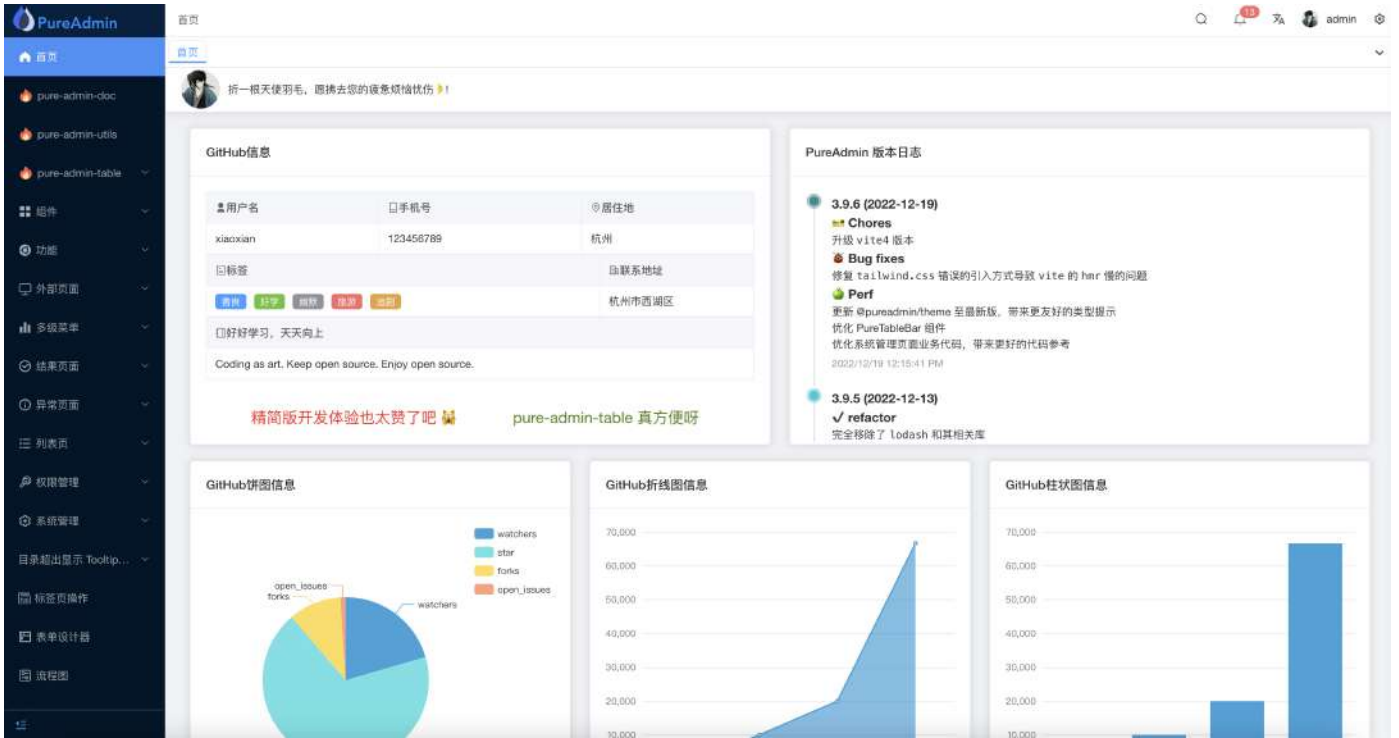 PureAdmin
首页
13
admin
首页
首页
折一根天使羽毛，愿拂去您的疲惫烦恼忧伤！
pure-admin-doc
pure-admin-utils
pure-admin-table
组件
功能
外部页面
多级菜单
结果页面
异常页面
列表页
权限管理
系统管理
目录超出显示 Tooltip...
标签页操作
表单设计器
流程图
GitHub信息
用户名 手机号 居住地
xiaoxian 123456789 杭州
标签 联系地址
好学 旅游 杭州市西湖区
好好学习，天天向上
Coding as art, Keep open source. Enjoy open source.
精简版开发体验也太赞了吧 pure-admin-table 真方便呀
PureAdmin 版本日志
3.9.6 (2022-12-19)
Chores
升级 vite4 版本
Bug fixes
修复 tailwind.css 错误的引入方式导致 vite 的 hmr 慢的问题
Perf
更新 @pureadmin/theme 至最新版，带来更友好的类型提示
优化 PureTableBar 组件
优化系统管理页面业务代码，带来更好的代码参考
2022/12/19 12:15:41 PM
3.9.5 (2022-12-13)
✓ refactor
完全移除了 lodash 和其相关库
GitHub饼图信息
watchers
star
forks
open_issues
open_issues
forks
watchers
GitHub折线图信息
70,000
60,000
50,000
40,000
30,000
20,000
10,000
GitHub柱状图信息
70,000
60,000
50,000
40,000
30,000
20,000
10,000